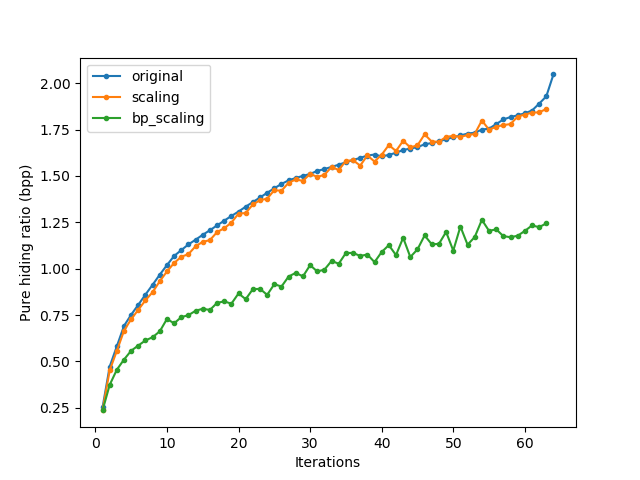 original
scaling
bp_scaling
Pure hiding ratio (bpp)
2.00
1.75
1.50
1.25
1.00
0.75
0.50
0.25
0 10 20 30 40 50 60
Iterations